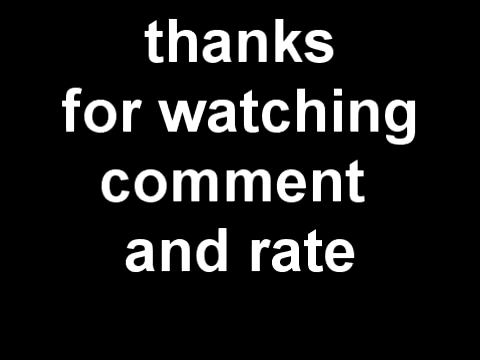 thanks
for watching
comment
and rate